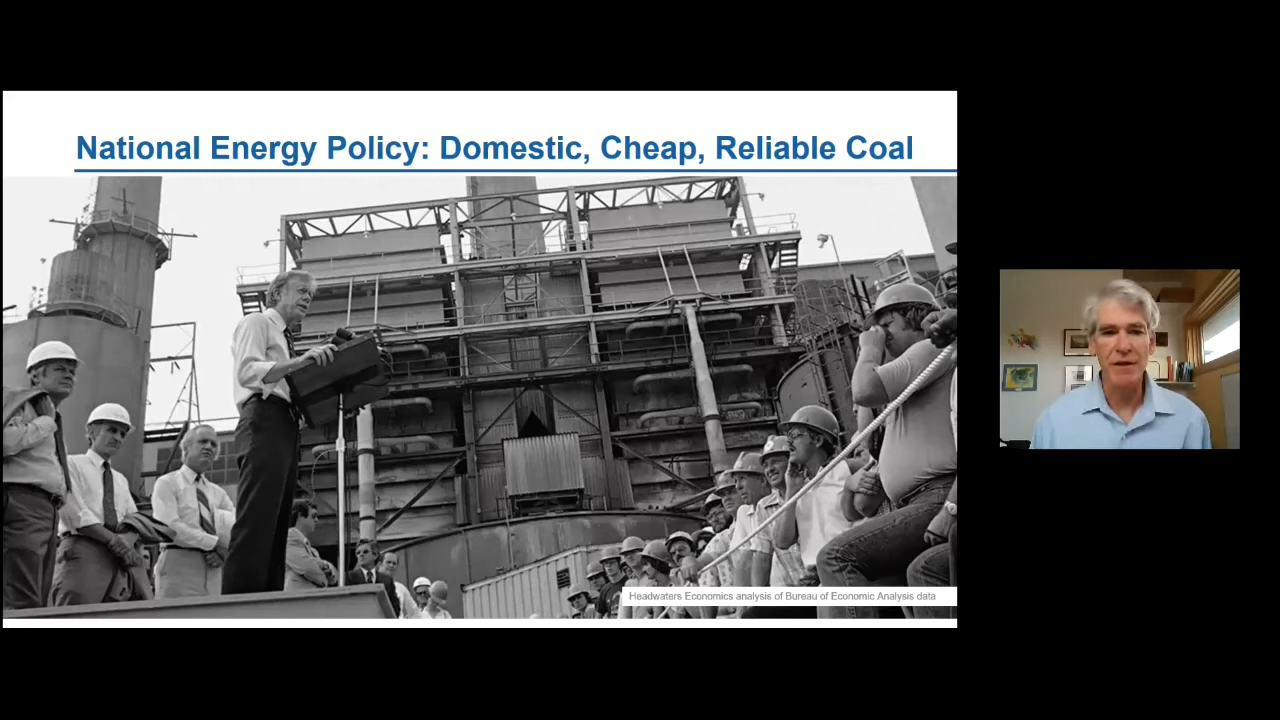 National Energy Policy: Domestic, Cheap, Reliable Coal
Headwaters Economics analysis of Bureau of Economic Analysis data